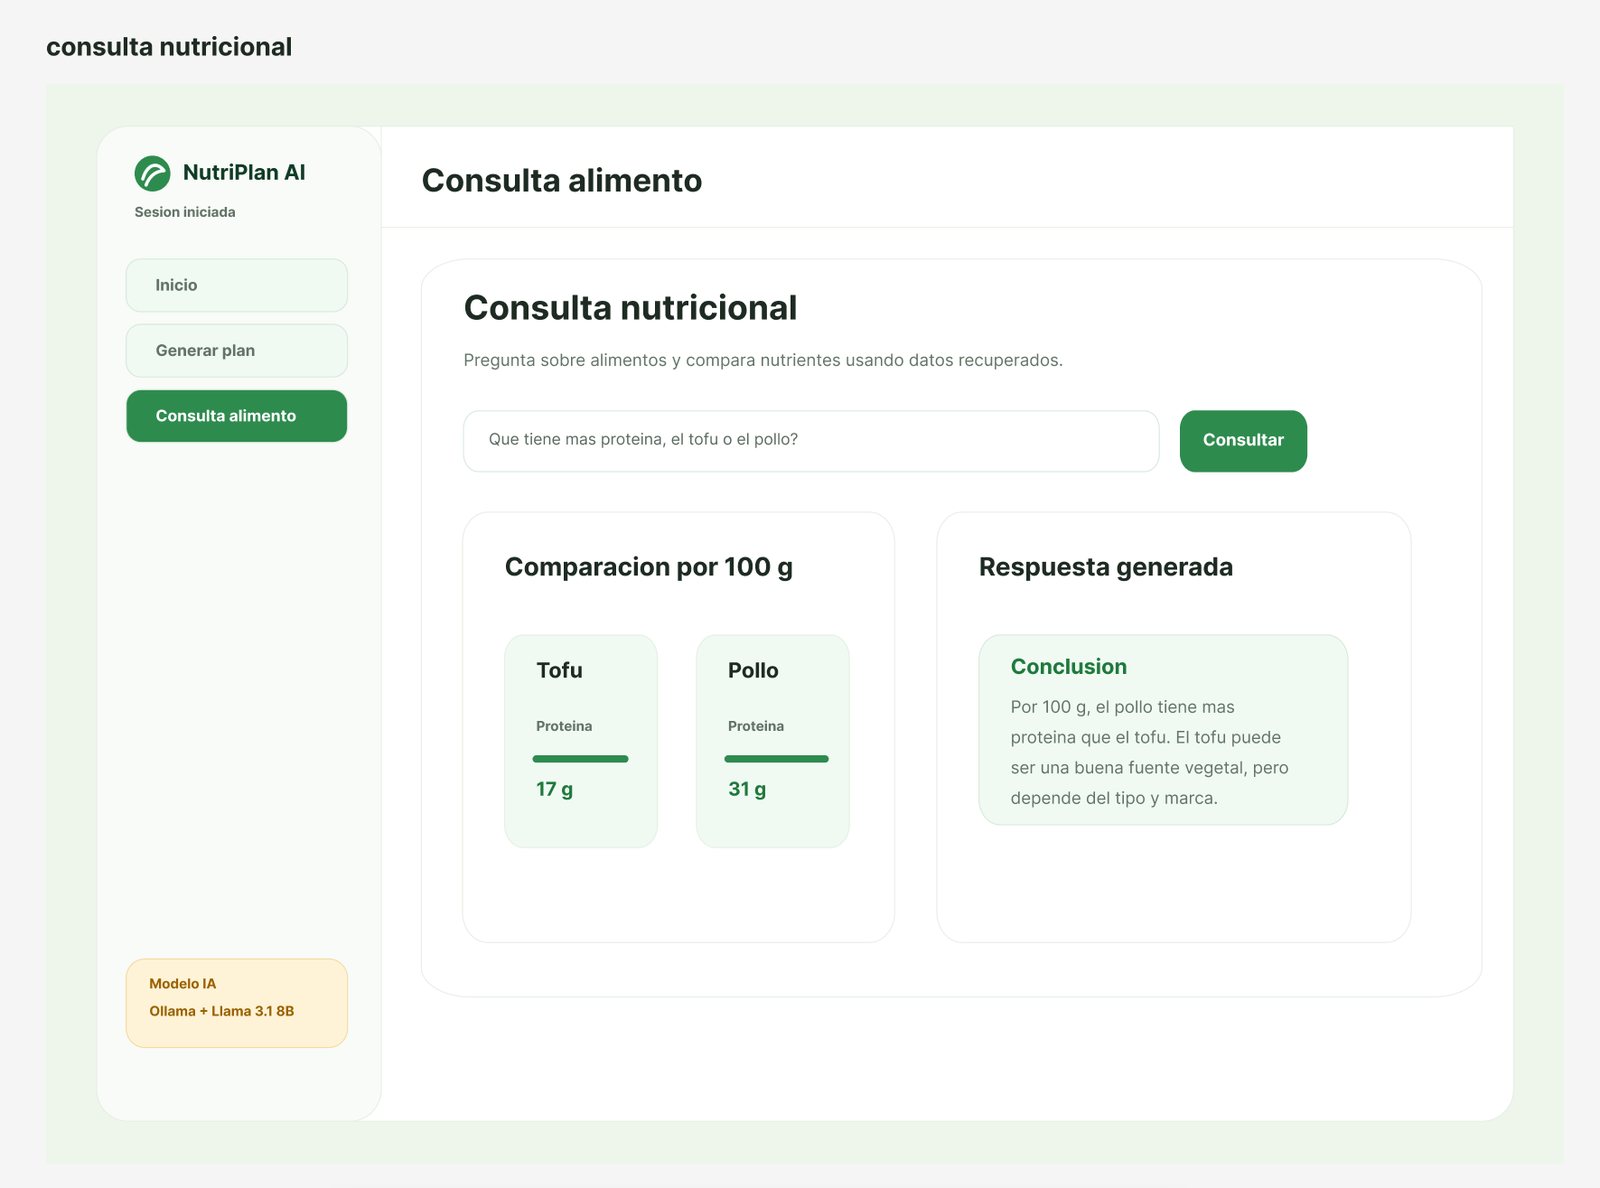 consulta nutricional
NutriPlan AI
Sesion iniciada
Inicio
Generar plan
Consulta alimento
Modelo IA
Ollama + Llama 3.1 8B
Consulta alimento
Consulta nutricional
Pregunta sobre alimentos y compara nutrientes usando datos recuperados.
Que tiene mas proteina, el tofu o el pollo?
Consultar
Comparacion por 100 g
Tofu
Proteina
17 g
Pollo
Proteina
31 g
Respuesta generada
Conclusion
Por 100 g, el pollo tiene mas
proteina que el tofu. El tofu puede
ser una buena fuente vegetal, pero
depende del tipo y marca.